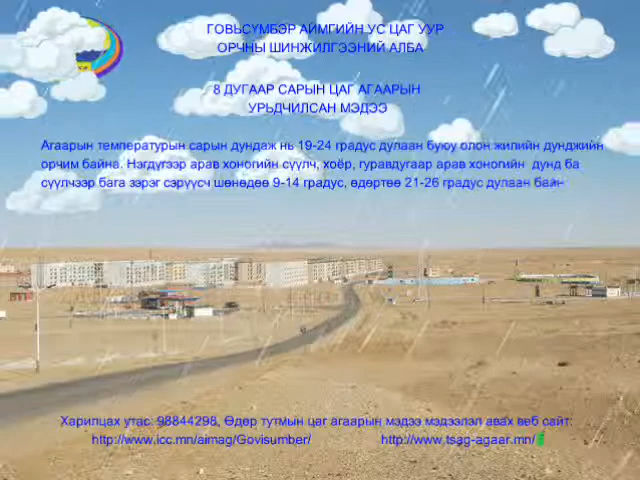 ГОВЬСҮМБЭР АЙМГИЙН УС ЦАГ УУР
ОРЧНЫ ШИНЖИЛГЭЭНИЙ АЛБА
8 ДУГААР САРЫН ЦАГ АГААРЫН
УРЬДЧИЛСАН МЭДЭЭ
Агаарын температурын сарын дундаж нь 19-24 градус дулаан буюу олон жилийн дунджийн
орчим байна. Нэгдүгээр арав хоногийн сүүлч, хоёр, гуравдугаар арав хоногийн дунд ба
сүүлчээр бага зэрэг сэрүүсч шөнөдөө 9-14 градус, өдөртөө 21-26 градус дулаан байн
Харилцах утас: 98844298, Өдөр тутмын цаг агаарын мэдээ мэдээлэл авах веб сайт:
http://www.icc.mn/aimag/Govisumber/ http://www.tsag-agaar.mn/